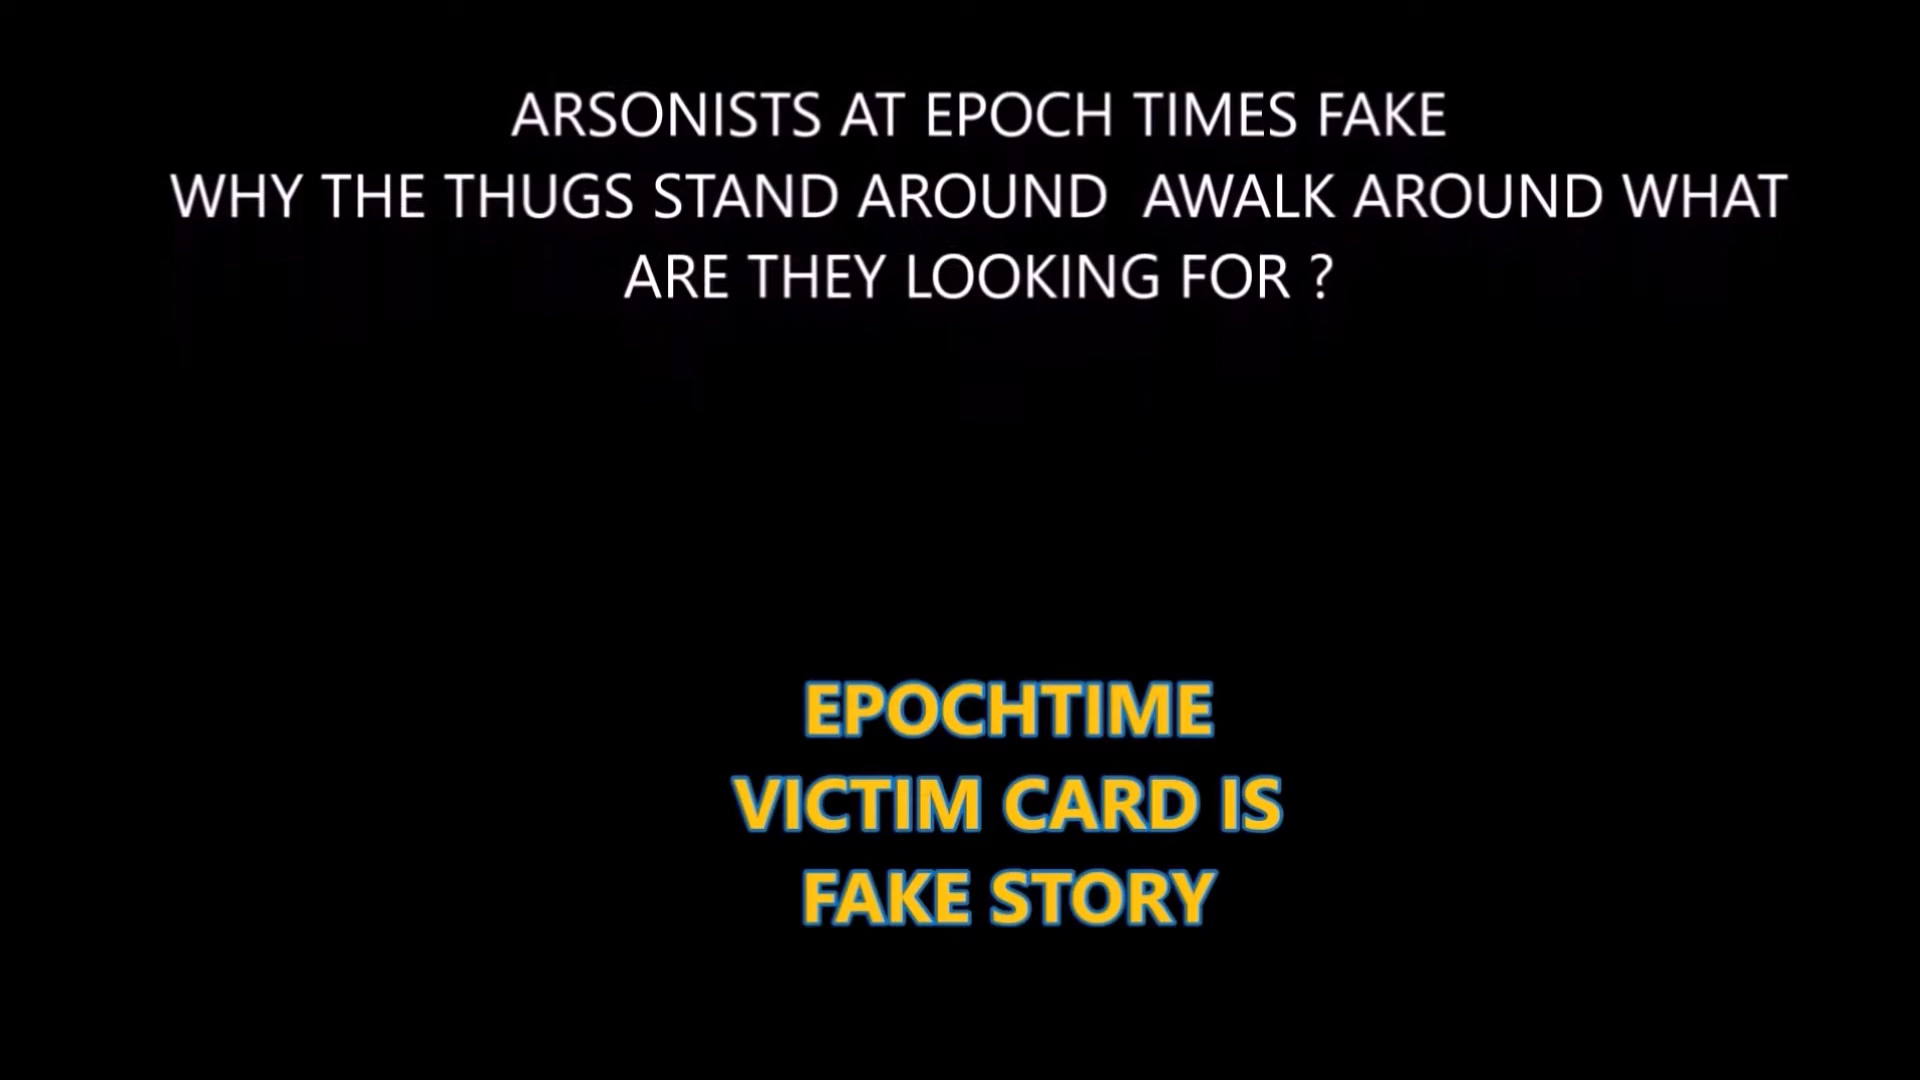 ARSONISTS AT EPOCH TIMES FAKE
WHY THE THUGS STAND AROUND AWALK AROUND WHAT
ARE THEY LOOKING FOR ?
EPOCHTIME
VICTIM CARD IS
FAKE STORY